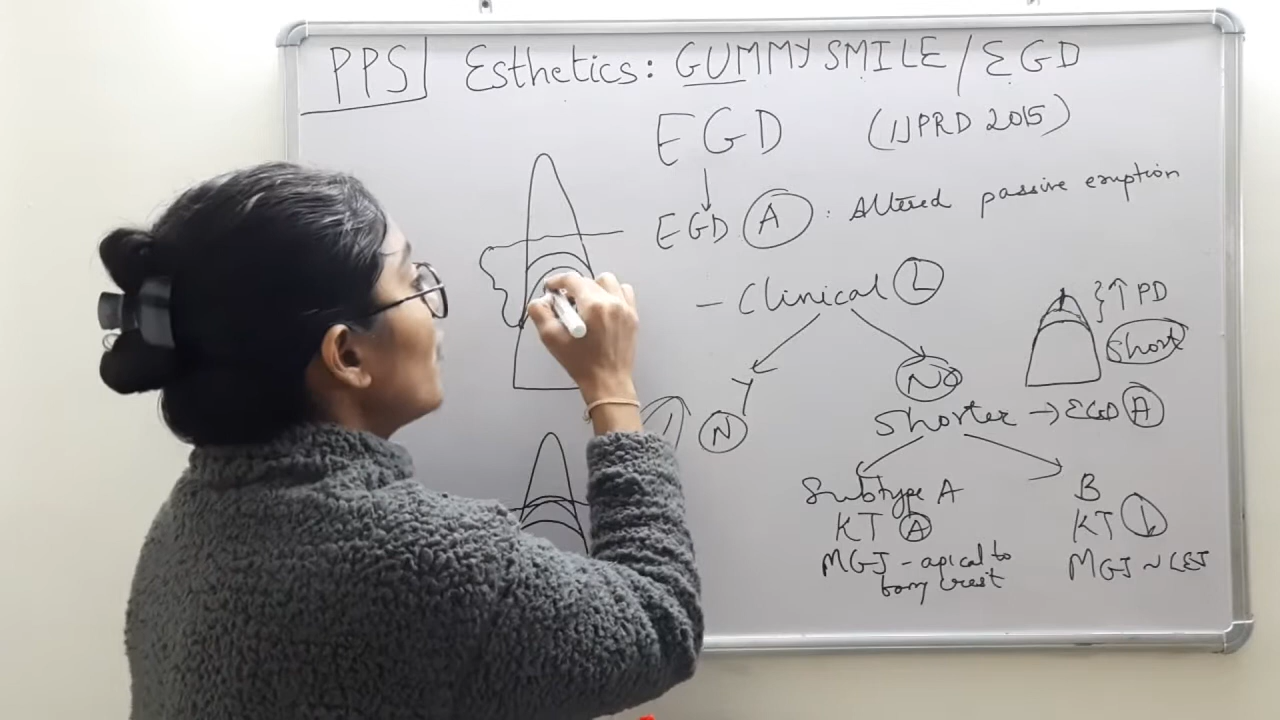 PPS
Esthetics: GUMMY SMILE / EGD
EGD (IJPRD 2015)
EGD A : Altered passive eruption
- Clinical L
↑ PD
Short
Y No
N
Shorter → EGD A
Subtype A
KT A
MGJ - apical to
bony crest
B
KT L
MGJ ~ CEJ